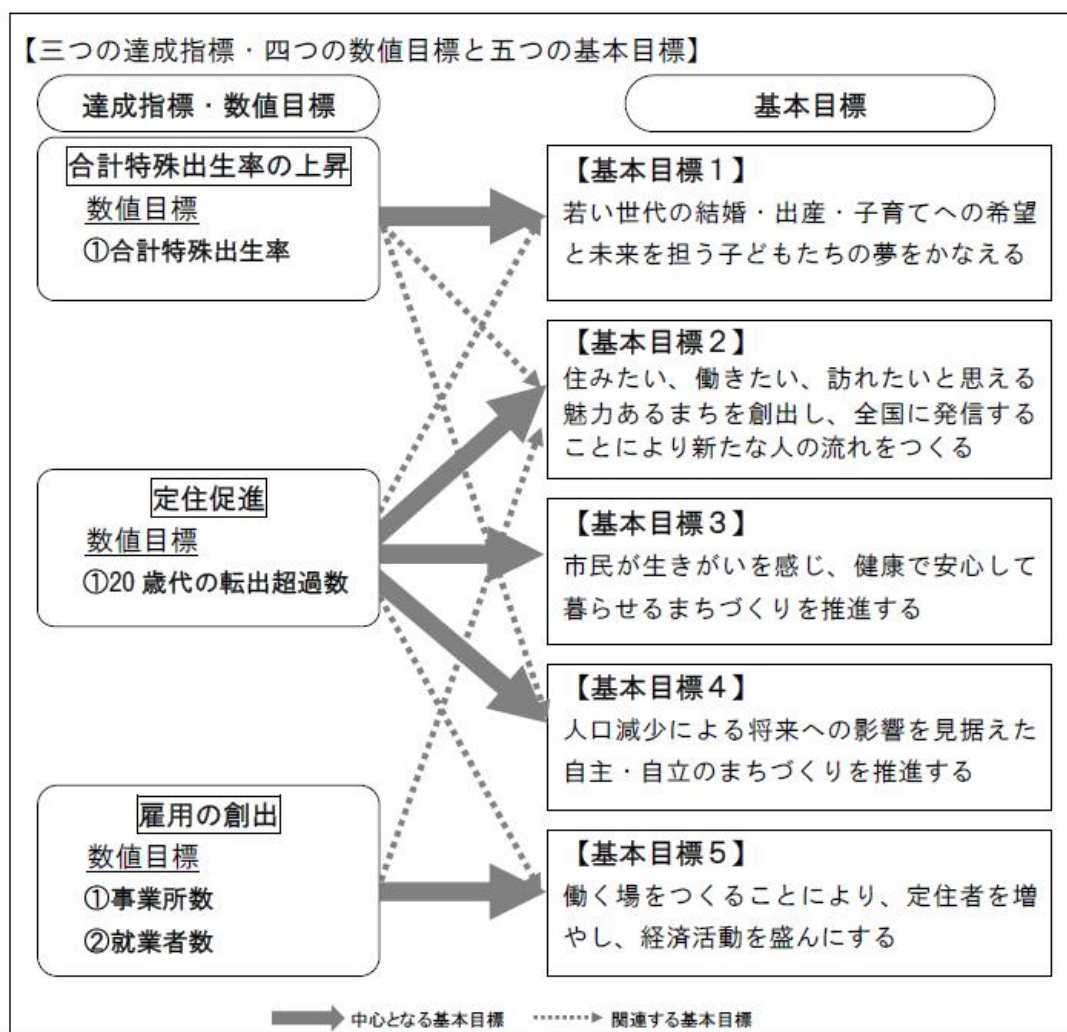 【三つの達成指標・四つの数値目標と五つの基本目標】
達成指標・数値目標
合計特殊出生率の上昇
数値目標
①合計特殊出生率
定住促進
数値目標
①20歳代の転出超過数
雇用の創出
数値目標
①事業所数
②就業者数
基本目標
【基本目標1】
若い世代の結婚・出産・子育てへの希望
と未来を担う子どもたちの夢をかなえる
【基本目標2】
住みたい、働きたい、訪れたいと思える
魅力あるまちを創出し、全国に発信する
ことにより新たな人の流れをつくる
【基本目標3】
市民が生きがいを感じ、健康で安心して
暮らせるまちづくりを推進する
【基本目標4】
人口減少による将来への影響を見据えた
自主・自立のまちづくりを推進する
【基本目標5】
働く場をつくることにより、定住者を増
やし、経済活動を盛んにする
中心となる基本目標 関連する基本目標